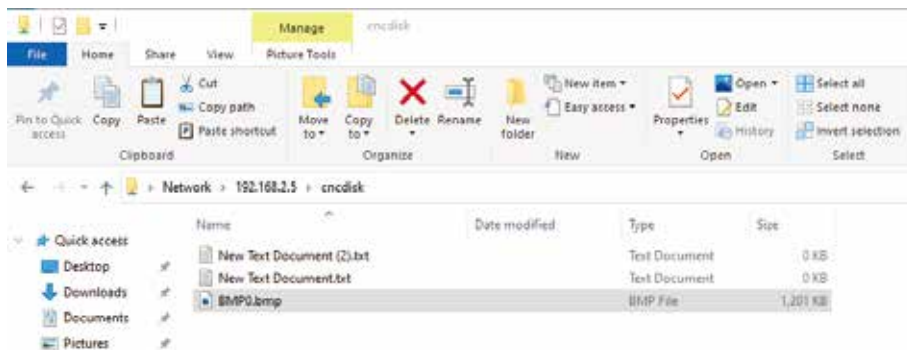 Manage cncdisk
File Home Share View Picture Tools
Pin to Quick access
Copy
Paste
Cut
Copy path
Paste shortcut
Move to
Copy to
Delete
Rename
New folder
New item
Easy access
Properties
Open
Edit
History
Select all
Select none
Invert selection
Clipboard Organize New Open Select
Network > 192.168.2.5 > cncdisk
Name Date modified Type Size
Quick access
New Text Document (2).txt Text Document 0 KB
Desktop
New Text Document.txt Text Document 0 KB
Downloads
BMP0.bmp BMP File 1,201 KB
Documents
Pictures